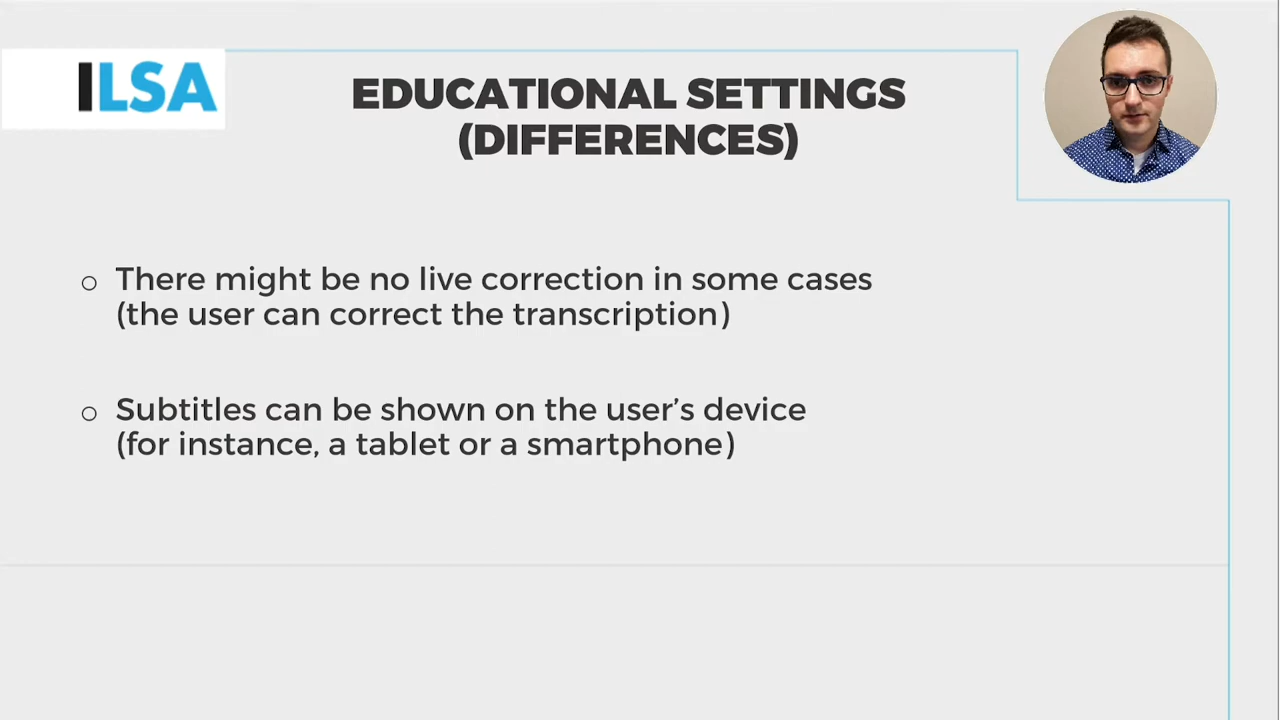 ILSA
EDUCATIONAL SETTINGS
(DIFFERENCES)
There might be no live correction in some cases
(the user can correct the transcription)
Subtitles can be shown on the user’s device
(for instance, a tablet or a smartphone)